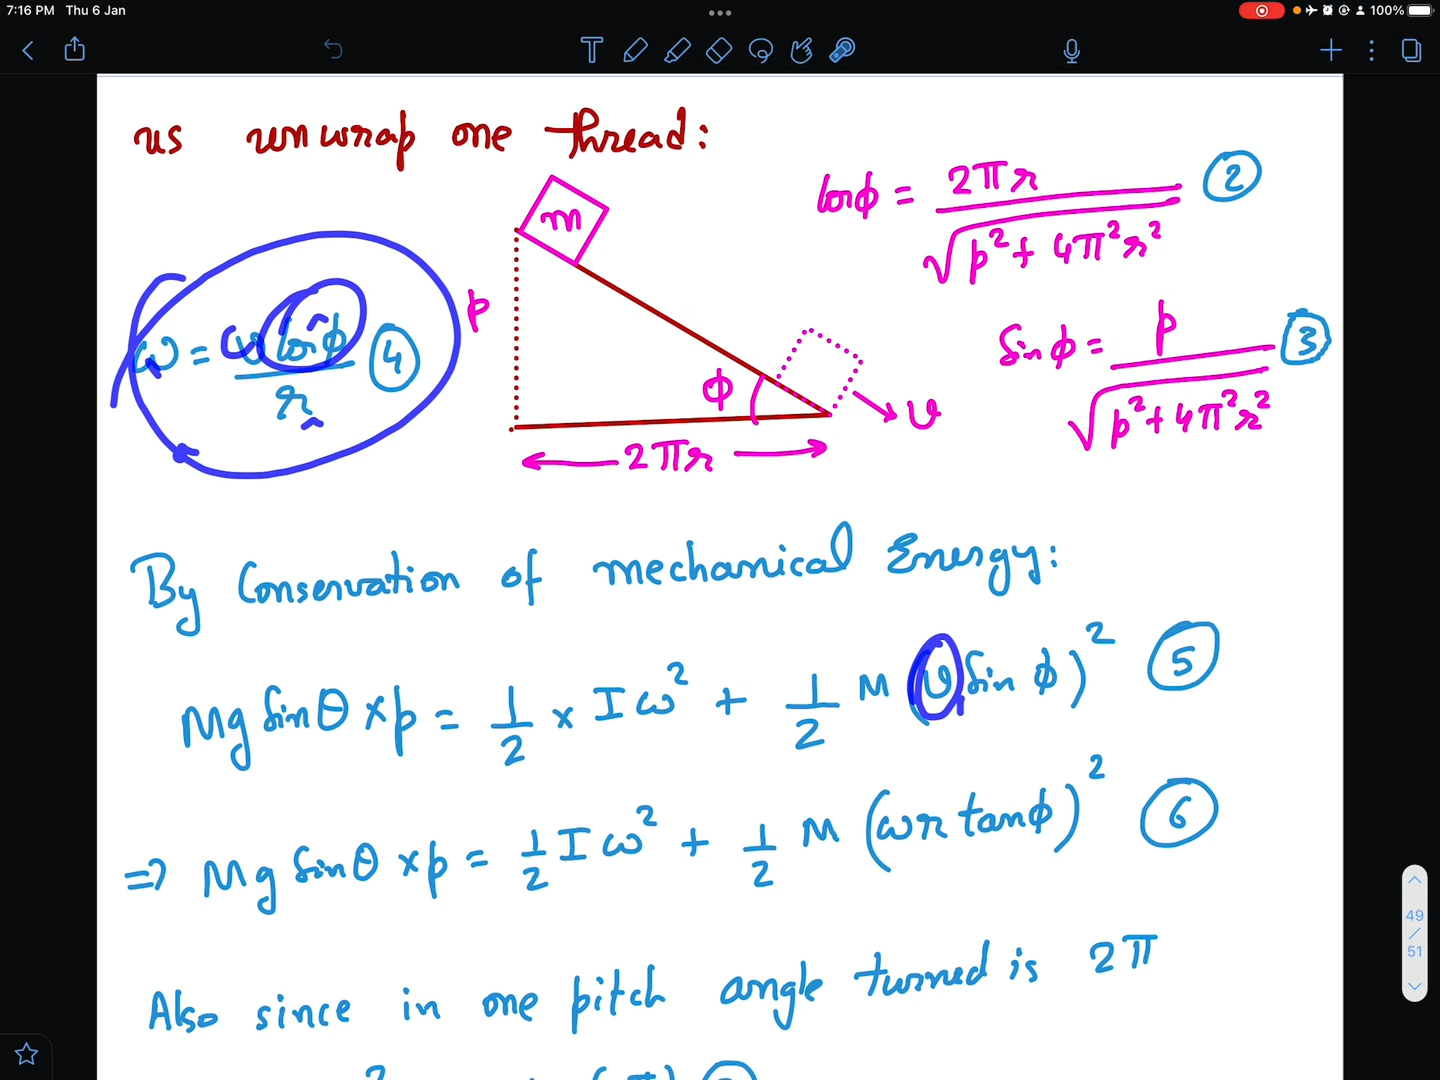 7:16 PM Thu 6 Jan
100%
us unwrap one thread:
m
p
ϕ
v
2πr
cosϕ = 2πr / √p² + 4π²r² ②
sinϕ = p / √p² + 4π²r² ③
ω = v cosϕ / r ④
By Conservation of mechanical Energy:
Mg sinθ × p = 1/2 × Iω² + 1/2 M (v sin ϕ)² ⑤
⇒ Mg sinθ × p = 1/2 Iω² + 1/2 M (ωr tanϕ)² ⑥
Also since in one pitch angle turned is 2π
49
/
51